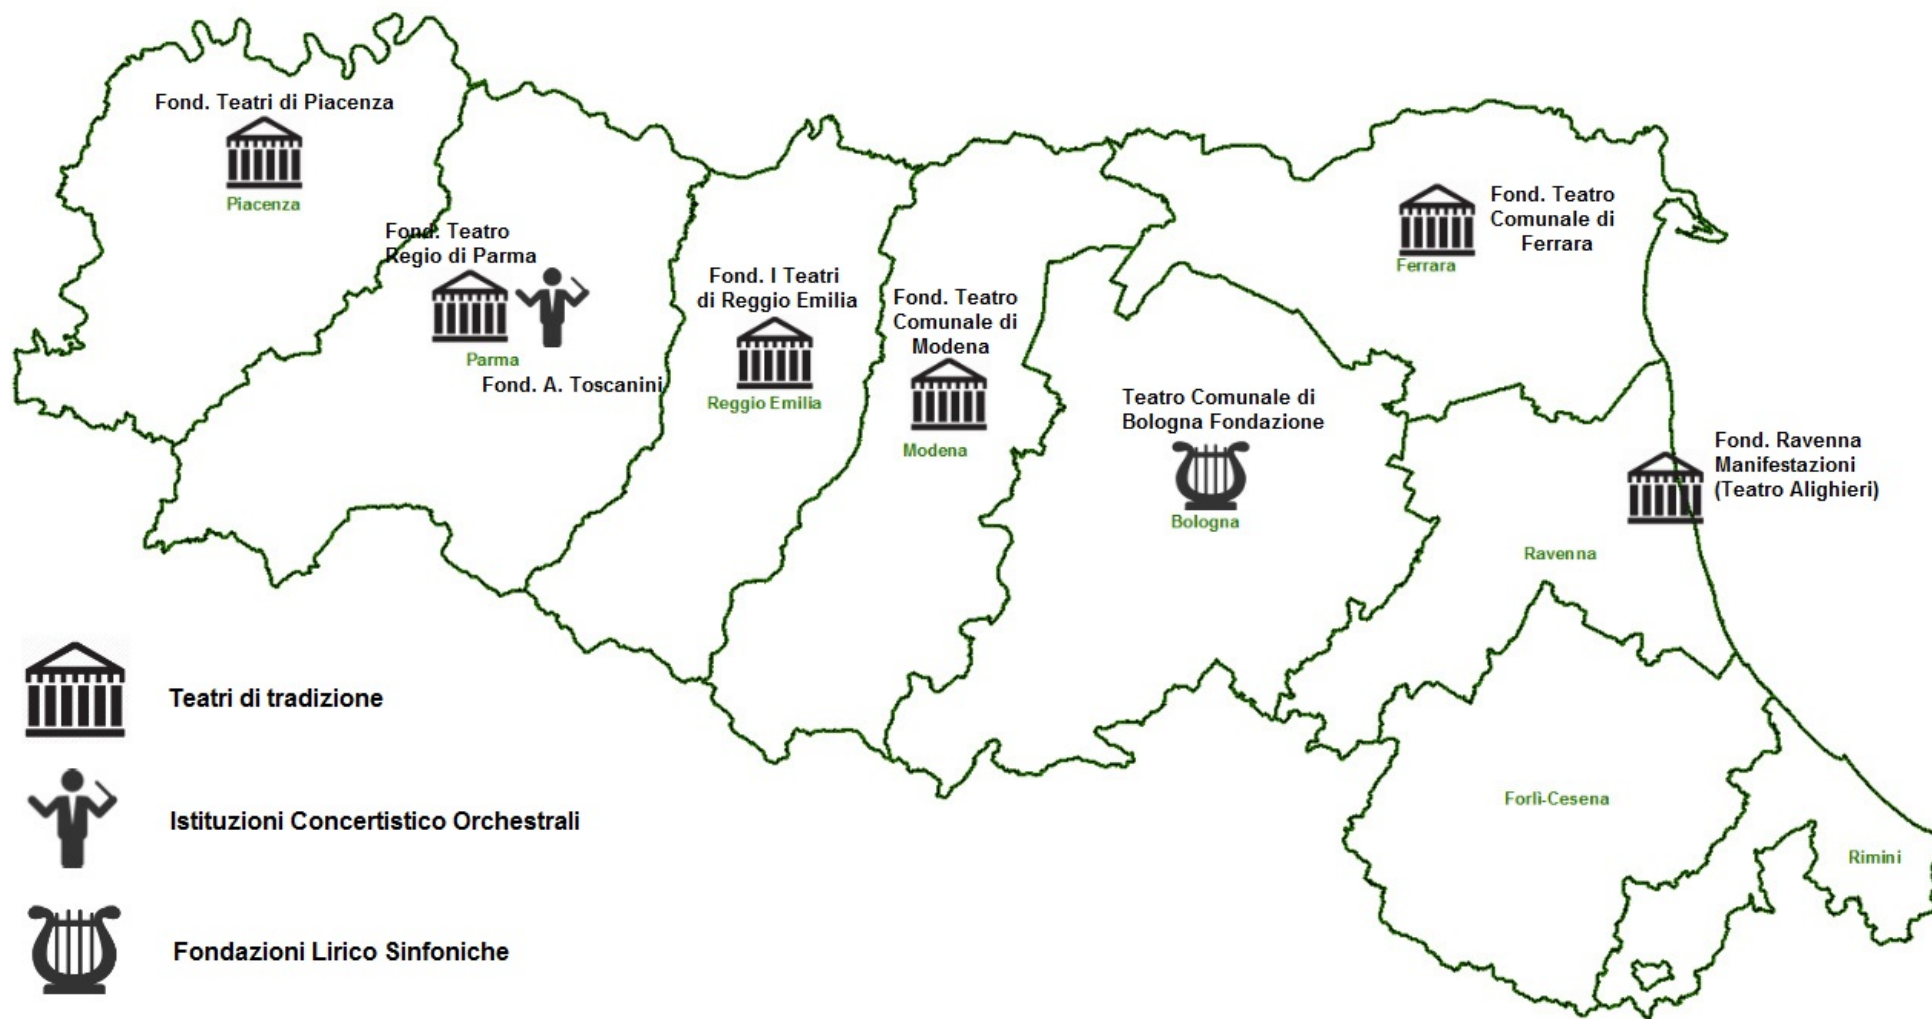 Fond. Teatri di Piacenza
Piacenza
Fond. Teatro
Regio di Parma
Parma
Fond. A. Toscanini
Fond. I Teatri
di Reggio Emilia
Reggio Emilia
Fond. Teatro
Comunale di
Modena
Modena
Teatro Comunale di
Bologna Fondazione
Bologna
Fond. Teatro
Comunale di
Ferrara
Ferrara
Fond. Ravenna
Manifestazioni
(Teatro Alighieri)
Ravenna
Forlì-Cesena
Rimini
Teatri di tradizione
Istituzioni Concertistico Orchestrali
Fondazioni Lirico Sinfoniche